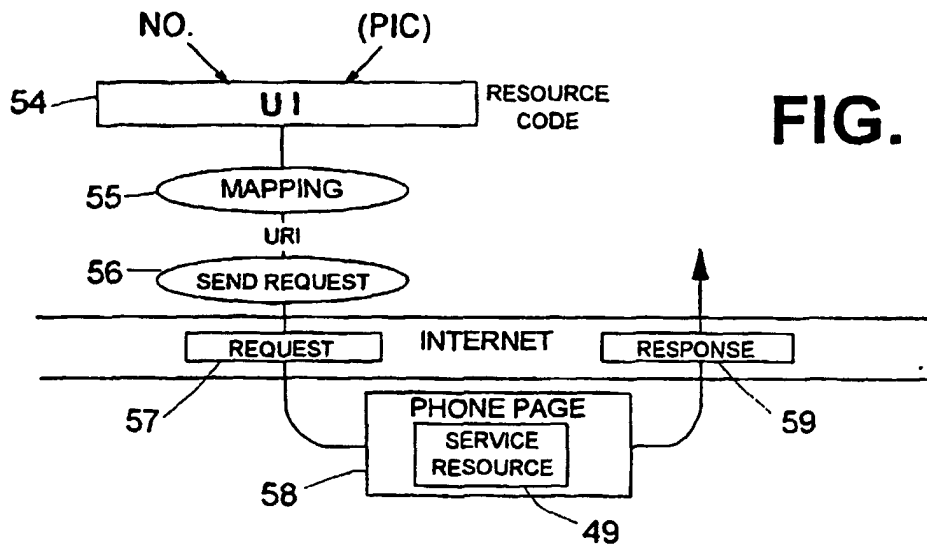 NO. (PIC)
54 U I RESOURCE CODE
FIG.
55 MAPPING
URI
56 SEND REQUEST
INTERNET
REQUEST RESPONSE
57 59
PHONE PAGE
SERVICE RESOURCE
58
49